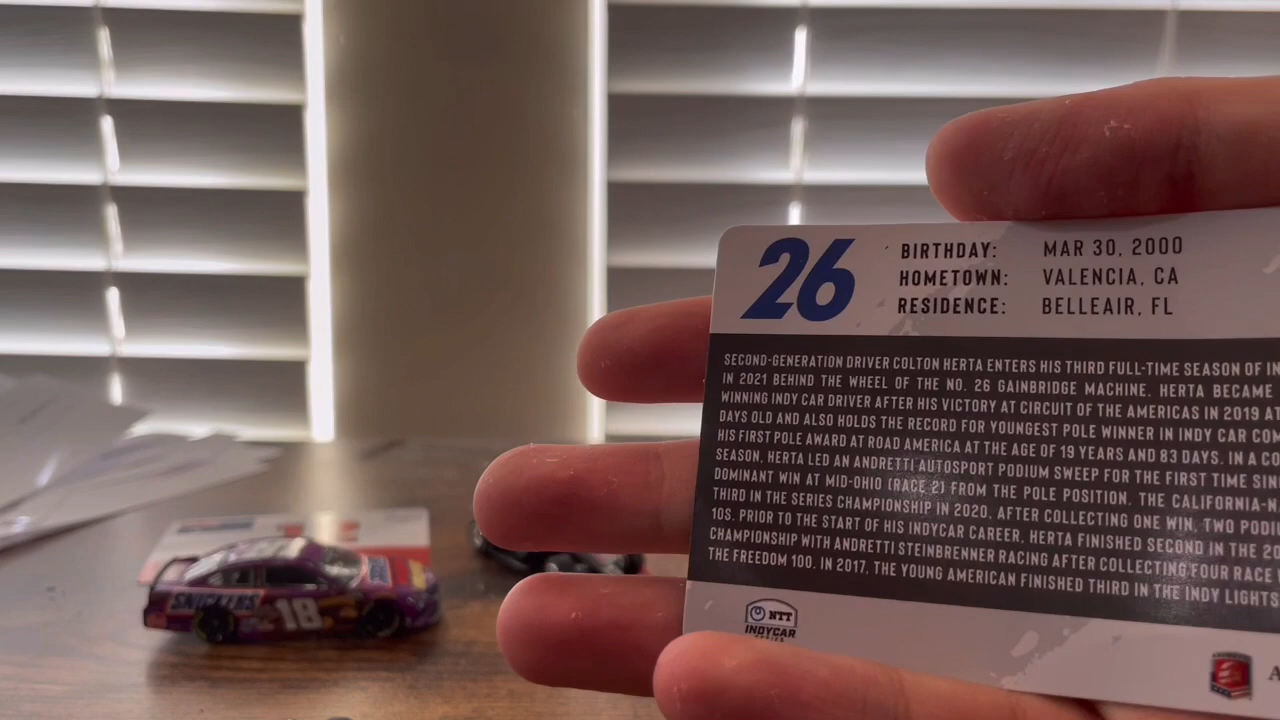 26
BIRTHDAY: MAR 30, 2000
HOMETOWN: VALENCIA, CA
RESIDENCE: BELLEAIR, FL
SECOND-GENERATION DRIVER COLTON HERTA ENTERS HIS THIRD FULL-TIME SEASON OF IN
IN 2021 BEHIND THE WHEEL OF THE NO. 26 GAINBRIDGE MACHINE. HERTA BECAME
WINNING INDY CAR DRIVER AFTER HIS VICTORY AT CIRCUIT OF THE AMERICAS IN 2019 AT
DAYS OLD AND ALSO HOLDS THE RECORD FOR YOUNGEST POLE WINNER IN INDY CAR COM
HIS FIRST POLE AWARD AT ROAD AMERICA AT THE AGE OF 19 YEARS AND 83 DAYS. IN A CO
SEASON, HERTA LED AN ANDRETTI AUTOSPORT PODIUM SWEEP FOR THE FIRST TIME SIN
DOMINANT WIN AT MID-OHIO (RACE 2) FROM THE POLE POSITION. THE CALIFORNIA-N
THIRD IN THE SERIES CHAMPIONSHIP IN 2020, AFTER COLLECTING ONE WIN, TWO PODI
10S. PRIOR TO THE START OF HIS INDYCAR CAREER, HERTA FINISHED SECOND IN THE 20
CHAMPIONSHIP WITH ANDRETTI STEINBRENNER RACING AFTER COLLECTING FOUR RACE
THE FREEDOM 100. IN 2017, THE YOUNG AMERICAN FINISHED THIRD IN THE INDY LIGHTS
NTT
INDYCAR
SERIES
A
SNICKERS
18